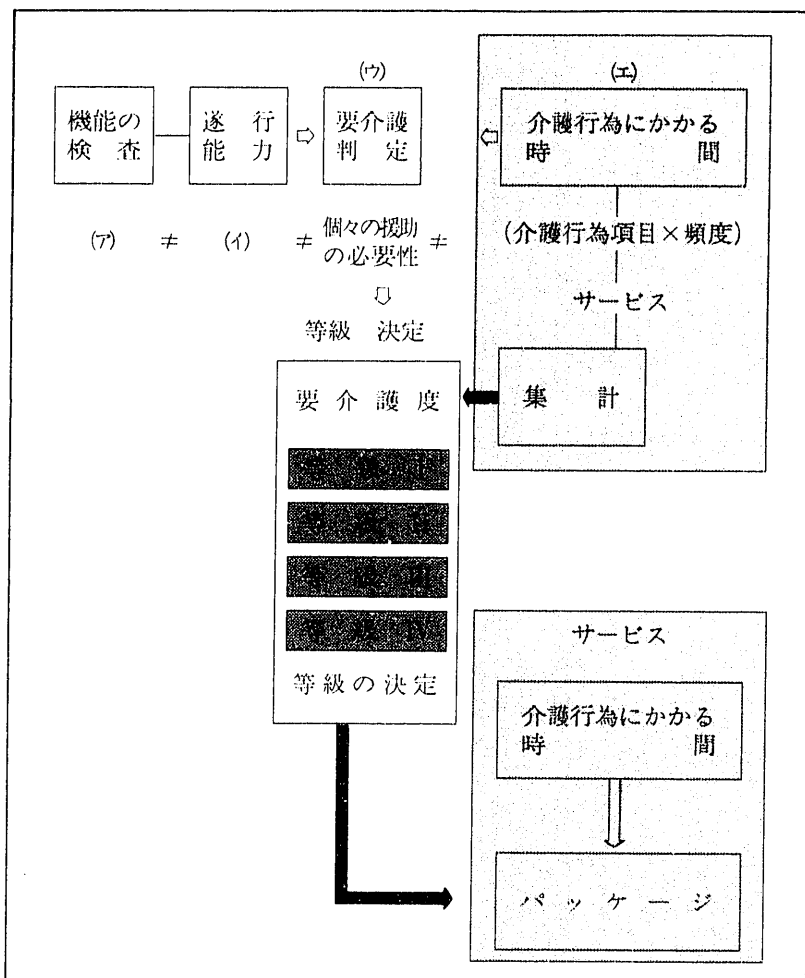 (ウ)
(エ)
機能の
検査
遂行
能力
⇨
要介護
判定
⇦
介護行為にかかる
時間
(ア)
≠
(イ)
≠
個々の援助
の必要性
≠
(介護行為項目×頻度)
サービス
等級 決定
集計
要介護度
等級の決定
サービス
介護行為にかかる
時間
パッケージ